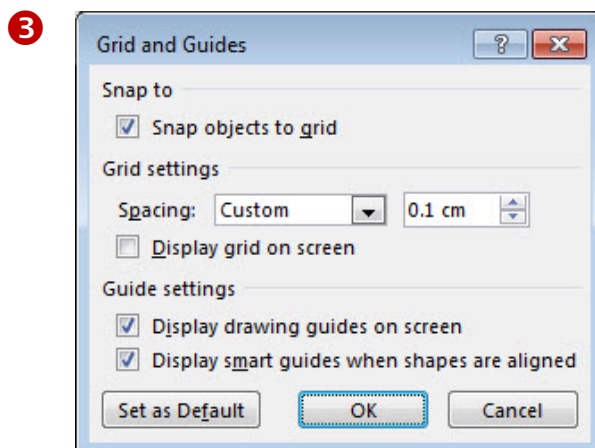 3
Grid and Guides
Snap to
Snap objects to grid
Grid settings
Spacing: Custom 0.1 cm
Display grid on screen
Guide settings
Display drawing guides on screen
Display smart guides when shapes are aligned
Set as Default OK Cancel